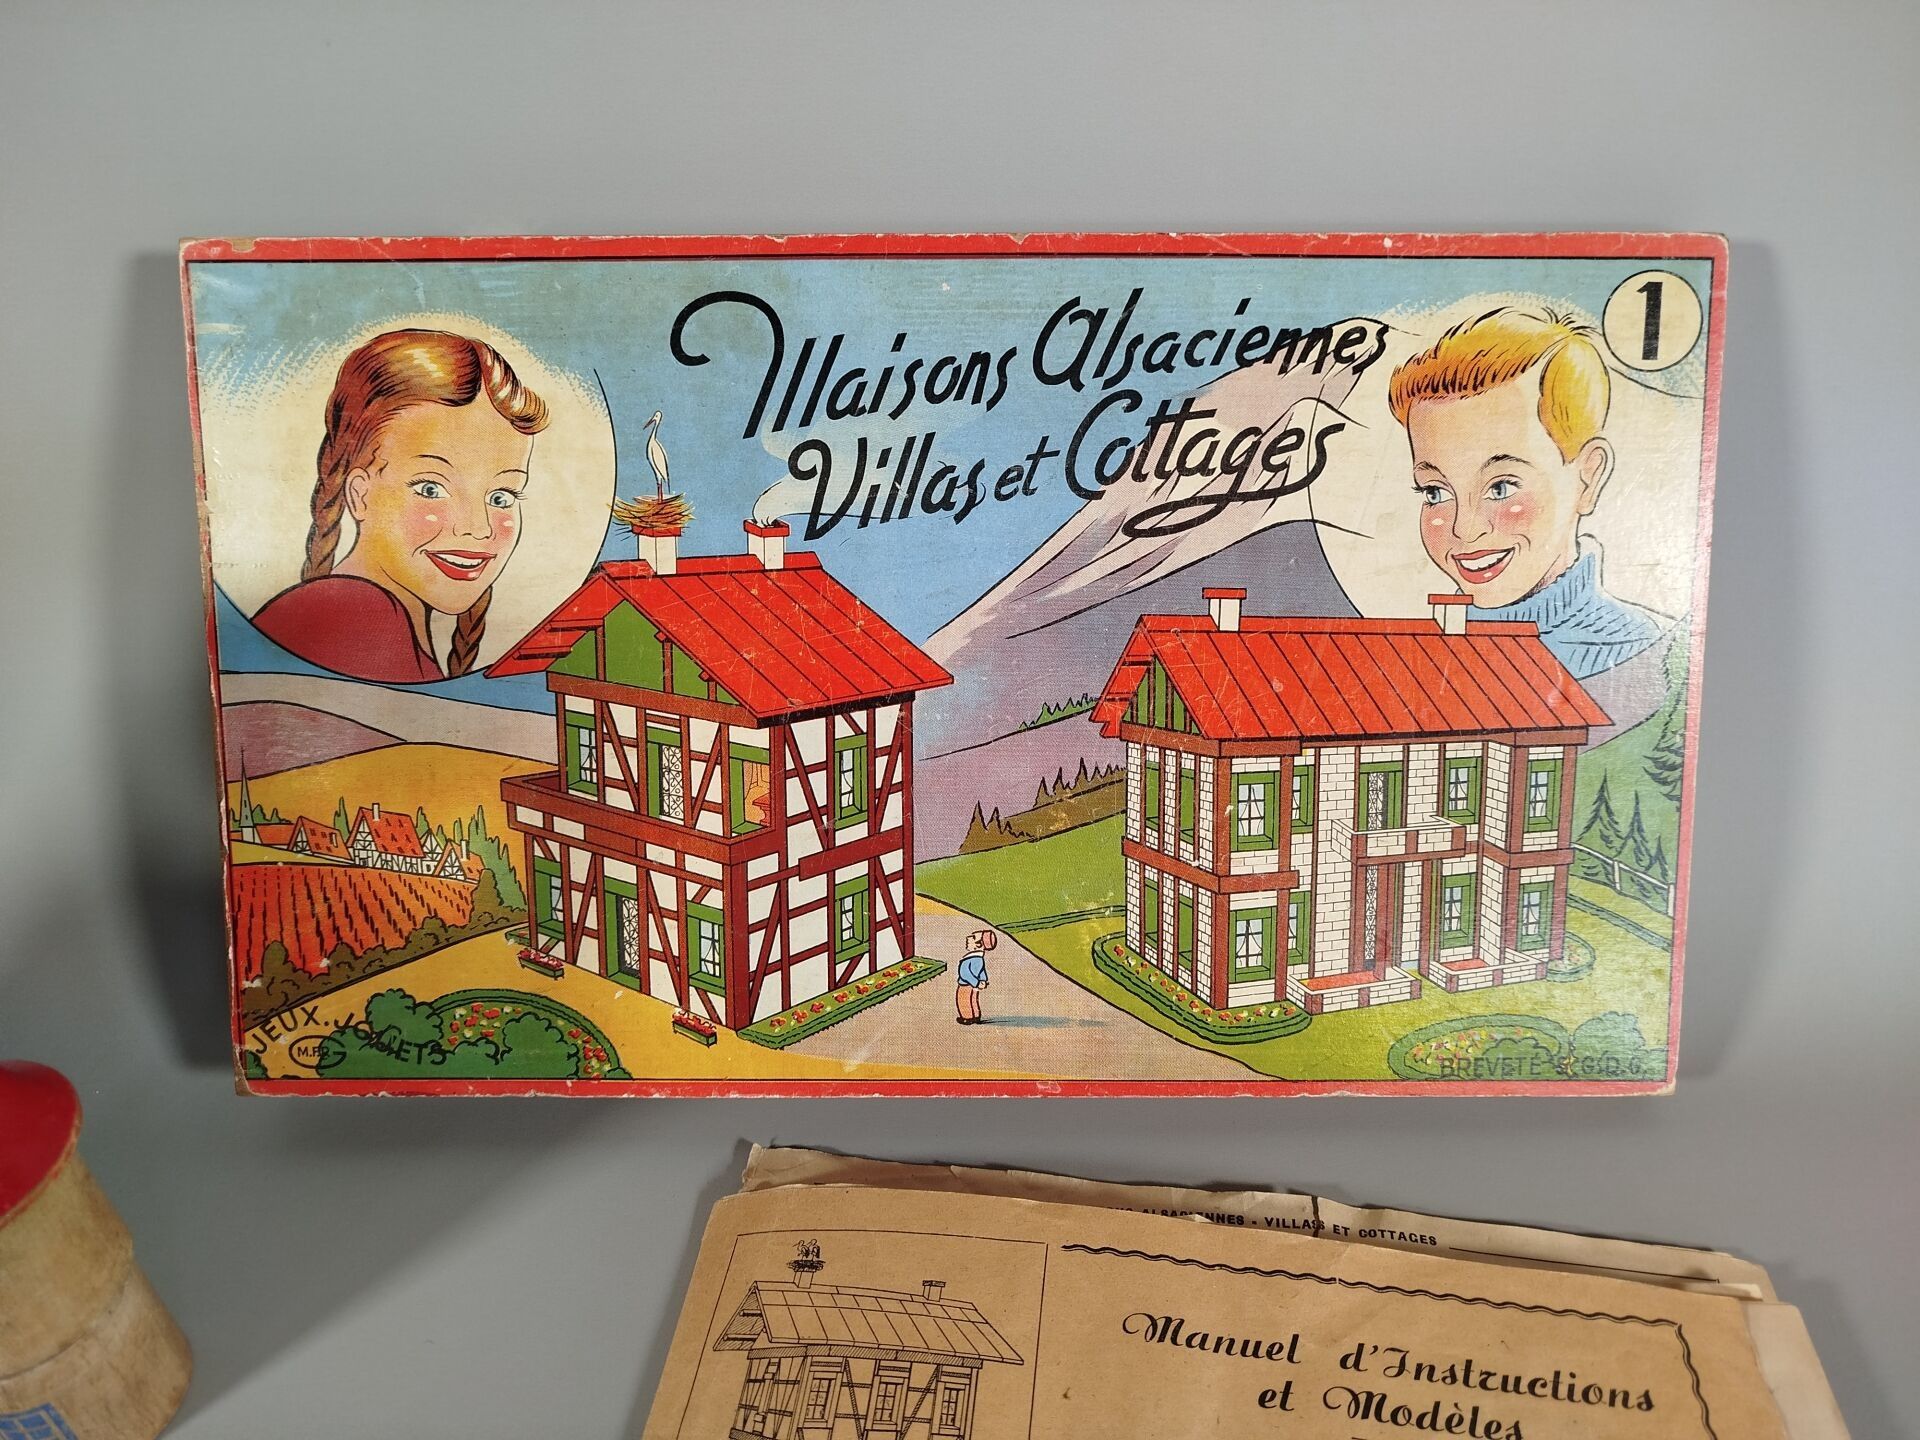 1
Maisons Alsaciennes
Villas et Cottages
JEUX. JOUETS
BREVETÉ S.G.D.G.
ALSACIENNES - VILLAS ET COTTAGES
Manuel d'Instructions
et Modèles